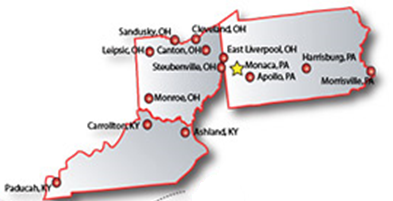 Sandusky, OH
Cleveland, OH
Leipsic, OH
Canton, OH
East Liverpool, OH
Steubenville, OH
Monaca, PA
Harrisburg, PA
Apollo, PA
Morrisville, PA
Monroe, OH
Carrollton, KY
Ashland, KY
Paducah, KY